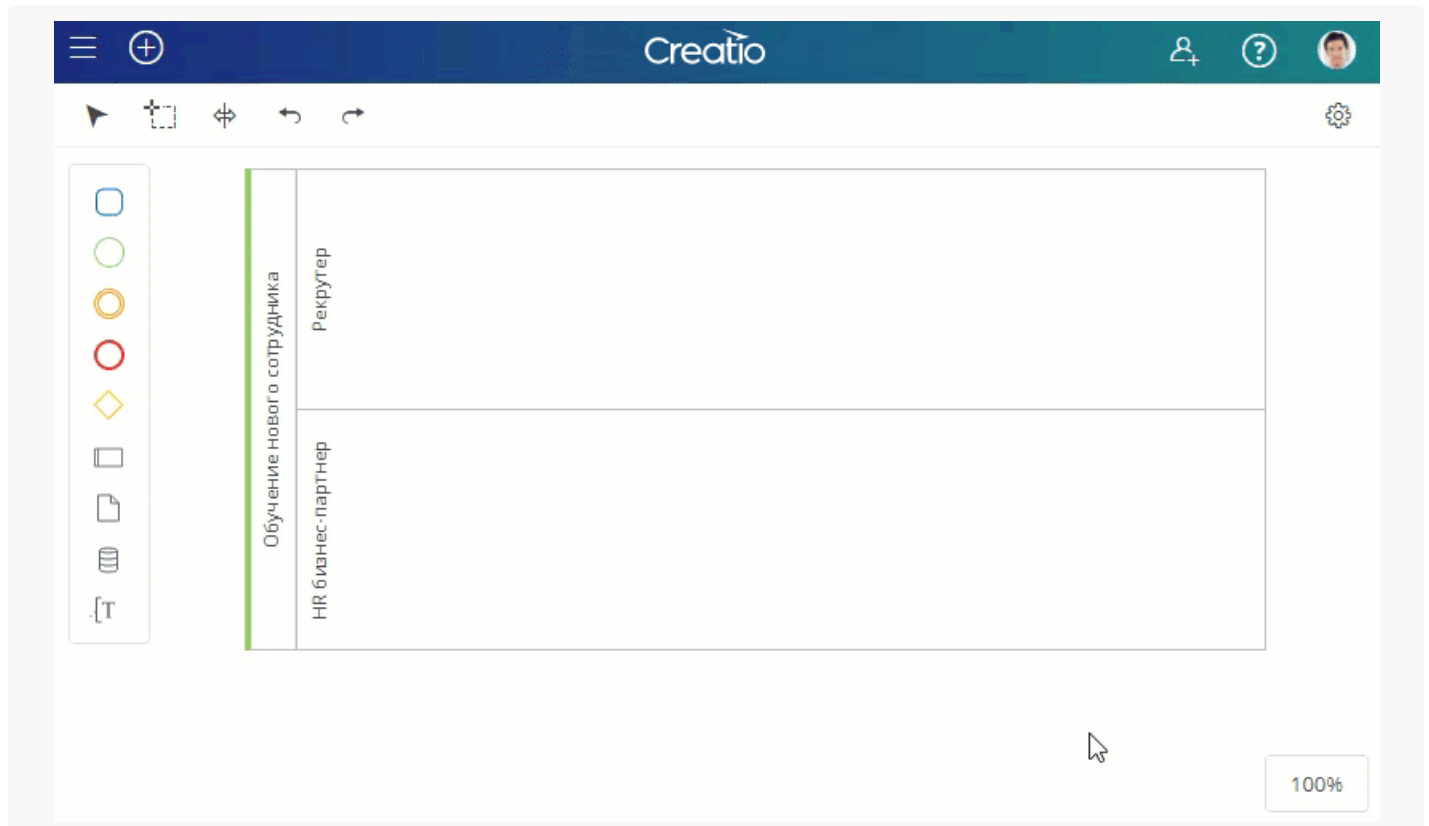 Creatio
Обучение нового сотрудника
Рекрутер
HR бизнес-партнер
T
100%